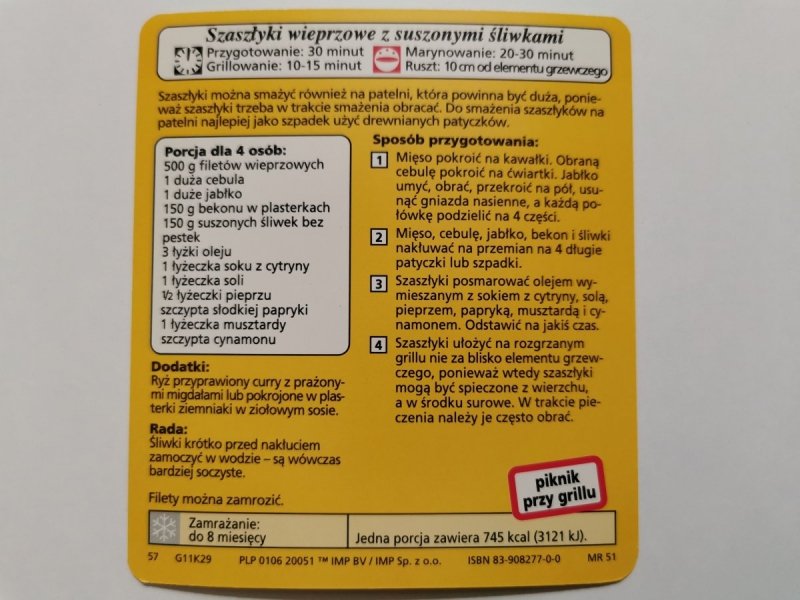 Szaszłyki wieprzowe z suszonymi śliwkami
Przygotowanie: 30 minut
Grillowanie: 10-15 minut
Marynowanie: 20-30 minut
Ruszt: 10 cm od elementu grzewczego
Szaszłyki można smażyć również na patelni, która powinna być duża, ponie-
waż szaszłyki trzeba w trakcie smażenia obracać. Do smażenia szaszłyków na
patelni najlepiej jako szpadek użyć drewnianych patyczków.
Porcja dla 4 osób:
500 g filetów wieprzowych
1 duża cebula
1 duże jabłko
150 g bekonu w plasterkach
150 g suszonych śliwek bez
pestek
3 łyżki oleju
1 łyżeczka soku z cytryny
1 łyżeczka soli
½ łyżeczki pieprzu
szczypta słodkiej papryki
1 łyżeczka musztardy
szczypta cynamonu
Dodatki:
Ryż przyprawiony curry z prażony-
mi migdałami lub pokrojone w plas-
terki ziemniaki w ziołowym sosie.
Rada:
Śliwki krótko przed nakłuciem
zamoczyć w wodzie – są wówczas
bardziej soczyste.
Filety można zamrozić.
Sposób przygotowania:
1 Mięso pokroić na kawałki. Obraną
cebulę pokroić na ćwiartki. Jabłko
umyć, obrać, przekroić na pół, usu-
nąć gniazda nasienne, a każdą po-
łówkę podzielić na 4 części.
2 Mięso, cebulę, jabłko, bekon i śliwki
nakłuwać na przemian na 4 długie
patyczki lub szpadki.
3 Szaszłyki posmarować olejem wy-
mieszanym z sokiem z cytryny, solą,
pieprzem, papryką, musztardą i cy-
namonem. Odstawić na jakiś czas.
4 Szaszłyki ułożyć na rozgrzanym
grillu nie za blisko elementu grzew-
czego, ponieważ wtedy szaszłyki
mogą być spieczone z wierzchu,
a w środku surowe. W trakcie pie-
czenia należy je często obrać.
piknik
przy grillu
Zamrażanie:
do 8 miesięcy
Jedna porcja zawiera 745 kcal (3121 kJ).
57 G11K29 PLP 0106 20051 ™ IMP BV / IMP Sp. z o.o. ISBN 83-908277-0-0 MR 51